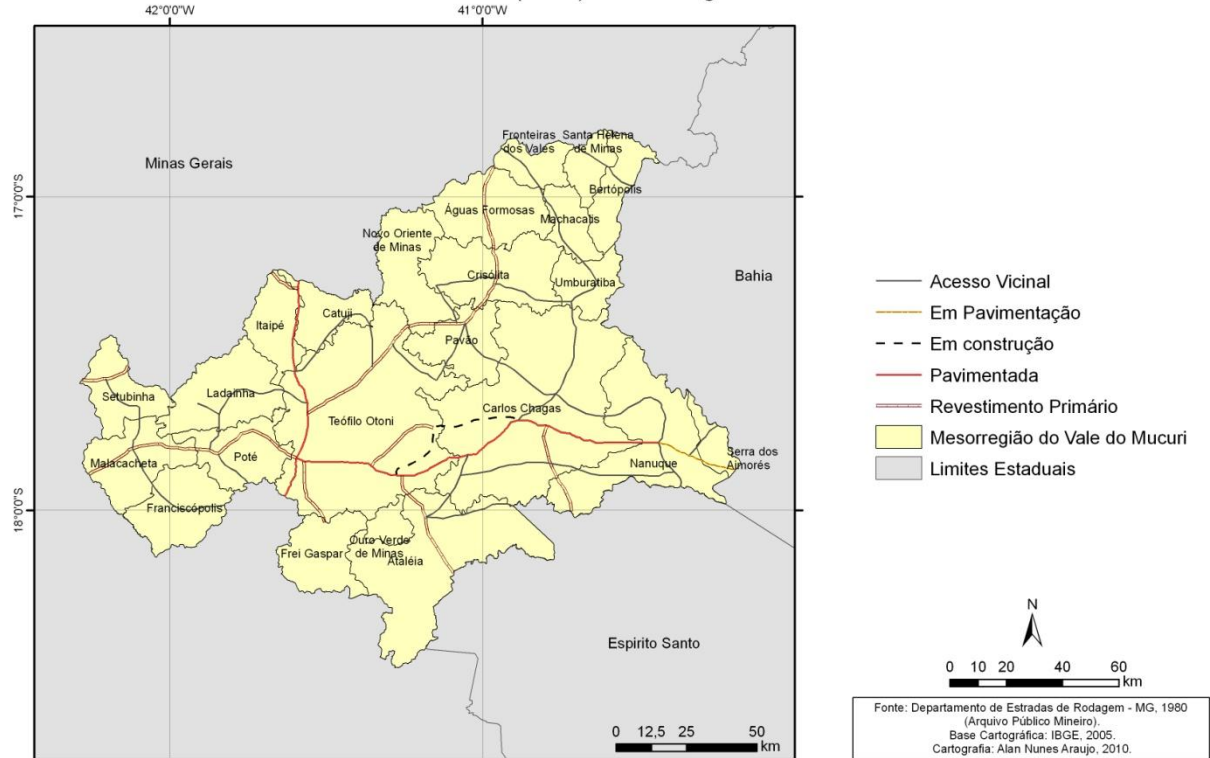 42°0'0"W
41°0'0"W
17°0'0"S
18°0'0"S
Minas Gerais
Bahia
Espirito Santo
Fronteiras
dos Vales
Santa Helena
de Minas
Bertópolis
Águas Formosas
Machacalis
Novo Oriente
de Minas
Crisólita
Umburatiba
Itaipé
Catuji
Pavão
Setubinha
Ladainha
Teófilo Otoni
Carlos Chagas
Malacacheta
Poté
Nanuque
Serra dos
Aimorés
Franciscópolis
Frei Gaspar
Ouro Verde
de Minas
Ataléia
0 12,5 25 50
km
Acesso Vicinal
Em Pavimentação
Em construção
Pavimentada
Revestimento Primário
Mesorregião do Vale do Mucuri
Limites Estaduais
N
0 10 20 40 60
km
Fonte: Departamento de Estradas de Rodagem - MG, 1980
(Arquivo Público Mineiro).
Base Cartográfica: IBGE, 2005.
Cartografia: Alan Nunes Araujo, 2010.